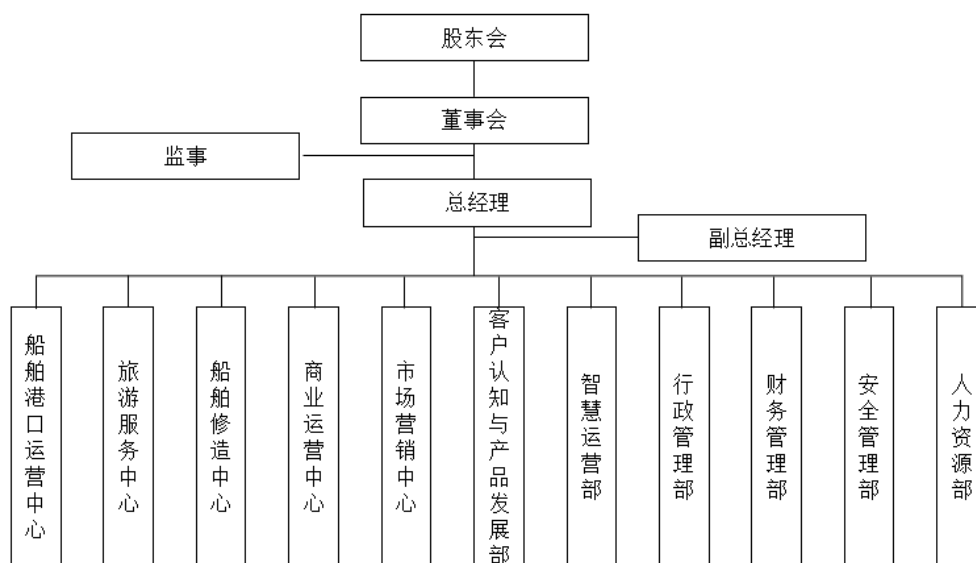 股东会
董事会
监事
总经理
副总经理
船舶港口运营中心
旅游服务中心
船舶修造中心
商业运营中心
市场营销中心
客户认知与产品发展部
智慧运营部
行政管理部
财务管理部
安全管理部
人力资源部